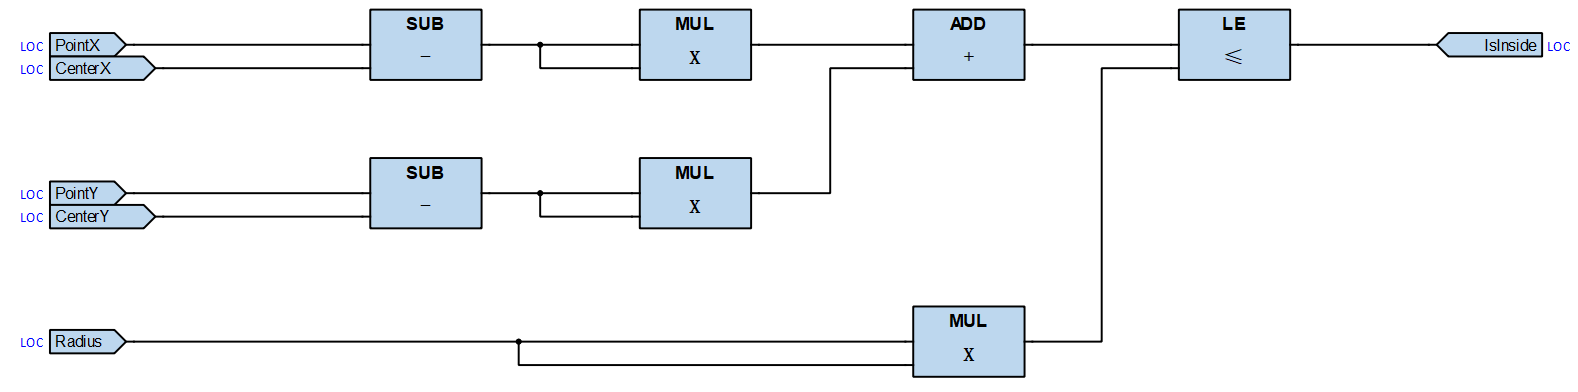 SUB
MUL
ADD
LE
LOC PointX
− X + ≤
IsInside LOC
LOC CenterX
SUB
MUL
LOC PointY
− X
LOC CenterY
MUL
LOC Radius
X